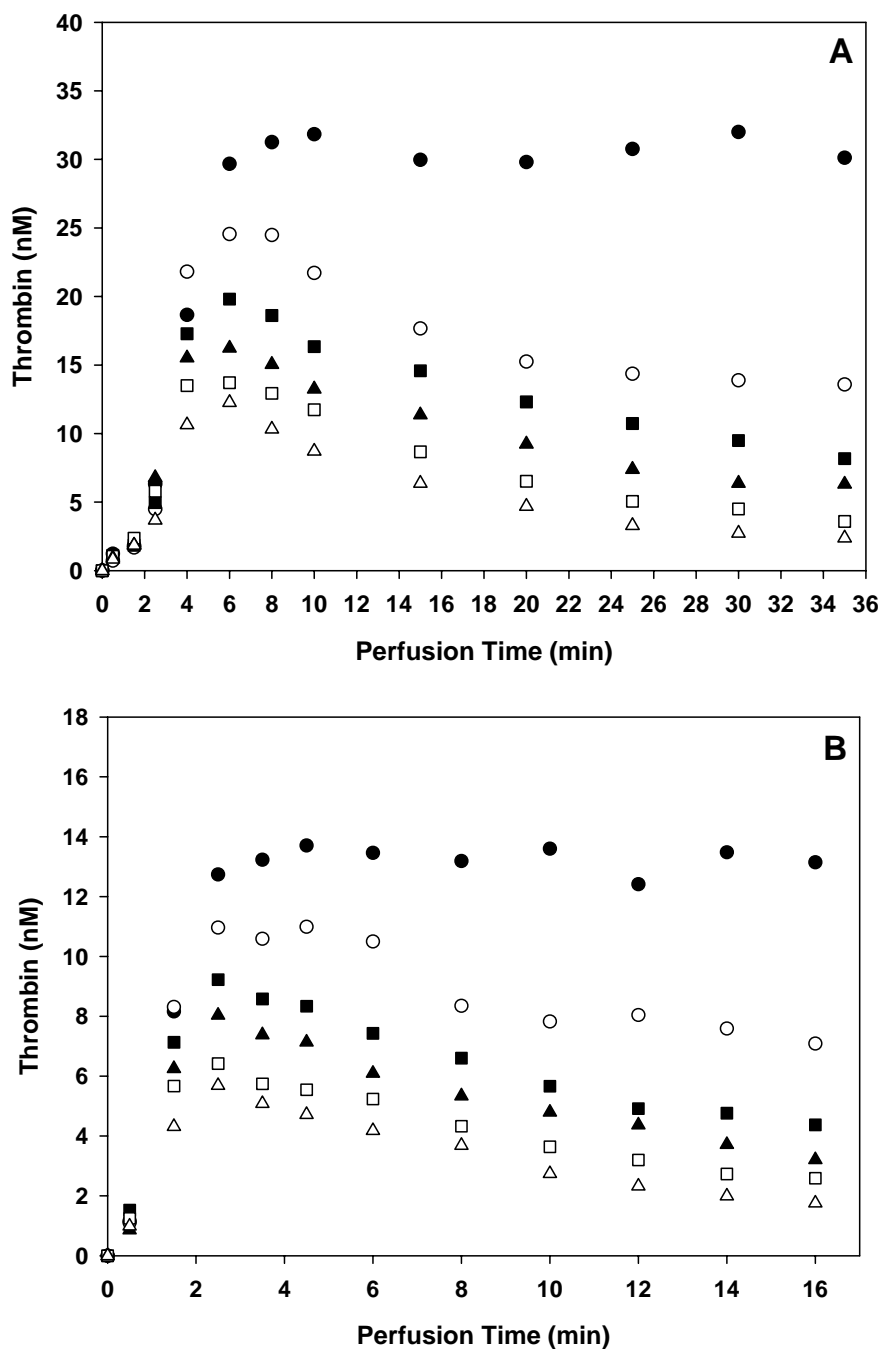 A
40
35
30
25
20
15
10
5
0
Thrombin (nM)
0 2 4 6 8 10 12 14 16 18 20 22 24 26 28 30 32 34 36
Perfusion Time (min)
B
18
16
14
12
10
8
6
4
2
0
Thrombin (nM)
0 2 4 6 8 10 12 14 16
Perfusion Time (min)